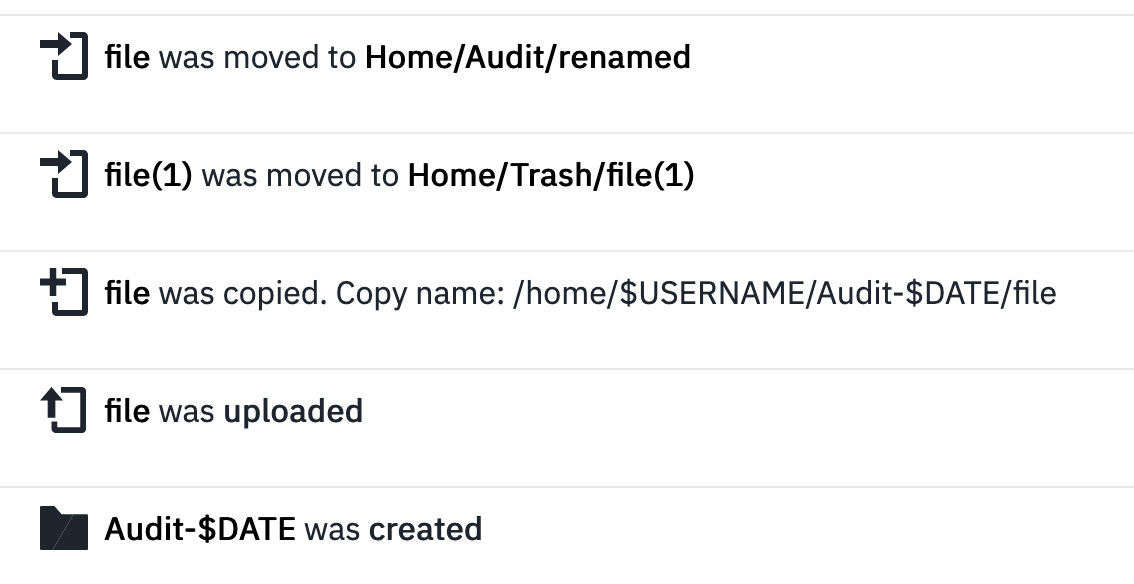 file was moved to Home/Audit/renamed
file(1) was moved to Home/Trash/file(1)
file was copied. Copy name: /home/$USERNAME/Audit-$DATE/file
file was uploaded
Audit-$DATE was created